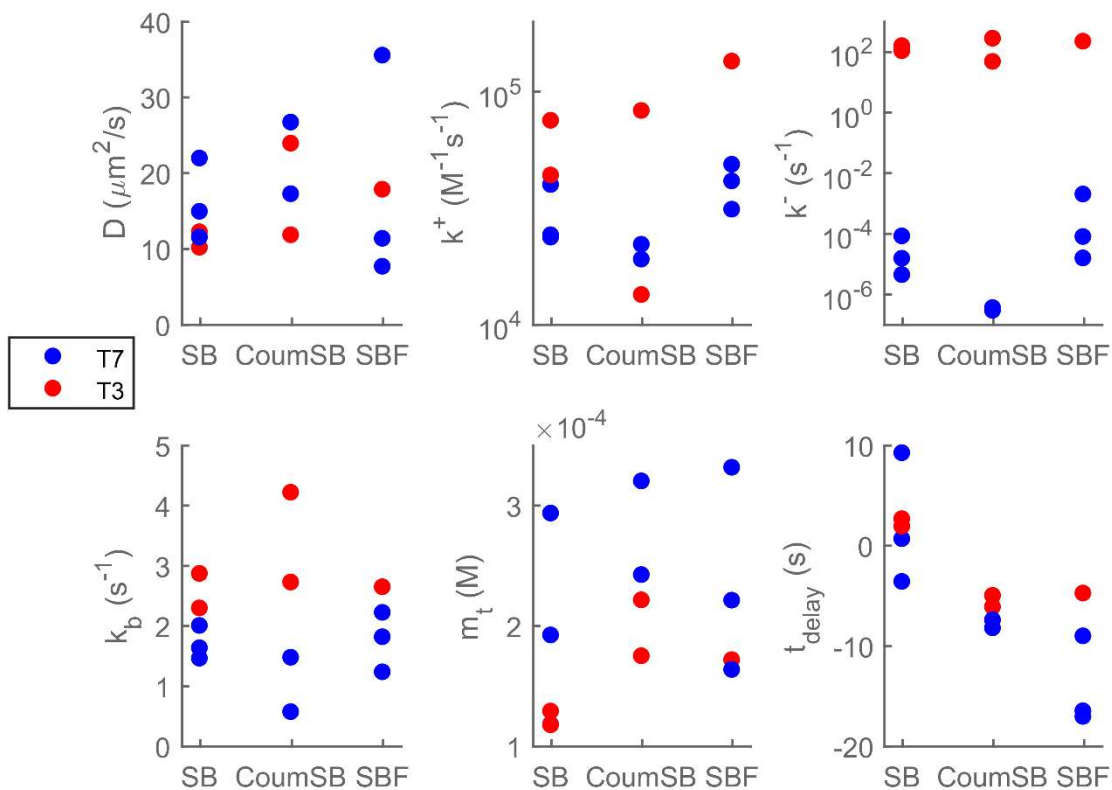 40
30
20
10
0
D (μm²/s)
SB CoumSB SBF
10⁵
10⁴
k⁺ (M⁻¹s⁻¹)
SB CoumSB SBF
10²
10⁰
10⁻²
10⁻⁴
10⁻⁶
k⁻ (s⁻¹)
SB CoumSB SBF
T7
T3
5
4
3
2
1
0
k_b (s⁻¹)
SB CoumSB SBF
× 10⁻⁴
3
2
1
m_t (M)
SB CoumSB SBF
10
0
-10
-20
t_delay (s)
SB CoumSB SBF